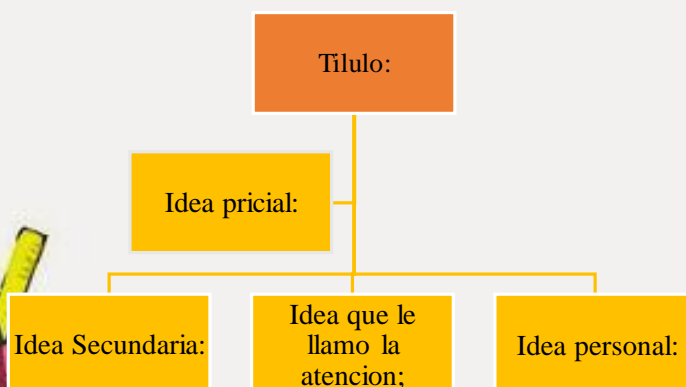 Tilulo:
Idea pricial:
Idea Secundaria:
Idea que le
llamo la
atencion;
Idea personal: